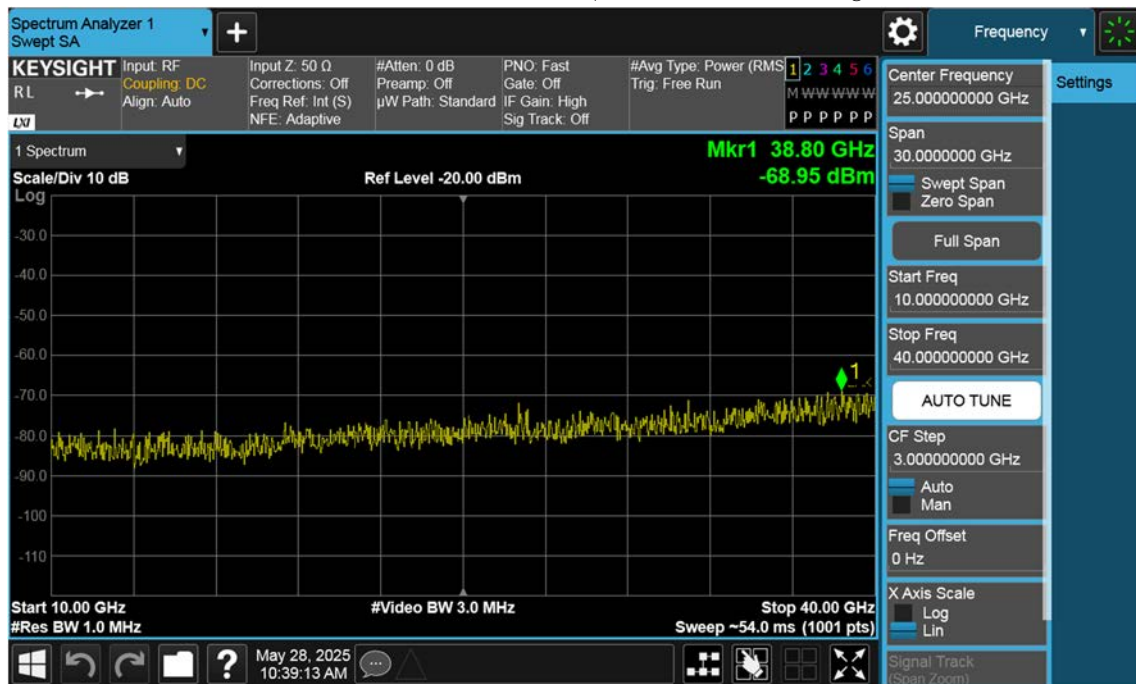 Spectrum Analyzer 1
Swept SA
Frequency
KEYSIGHT
RL
LXI
Input: RF
Coupling: DC
Align: Auto
Input Z: 50 Ω
Corrections: Off
Freq Ref: Int (S)
NFE: Adaptive
#Atten: 0 dB
Preamp: Off
µW Path: Standard
PNO: Fast
Gate: Off
IF Gain: High
Sig Track: Off
#Avg Type: Power (RMS
Trig: Free Run
1 2 3 4 5 6
M W W W W W
P P P P P P
1 Spectrum
Mkr1 38.80 GHz
-68.95 dBm
Scale/Div 10 dB
Ref Level -20.00 dBm
Log
-30.0
-40.0
-50.0
-60.0
-70.0
-80.0
-90.0
-100
-110
1
Start 10.00 GHz
#Video BW 3.0 MHz
Stop 40.00 GHz
#Res BW 1.0 MHz
Sweep ~54.0 ms (1001 pts)
?
May 28, 2025
10:39:13 AM
Center Frequency
25.000000000 GHz
Span
30.0000000 GHz
Swept Span
Zero Span
Full Span
Start Freq
10.000000000 GHz
Stop Freq
40.000000000 GHz
AUTO TUNE
CF Step
3.000000000 GHz
Auto
Man
Freq Offset
0 Hz
X Axis Scale
Log
Lin
Signal Track
(Span Zoom)
Settings